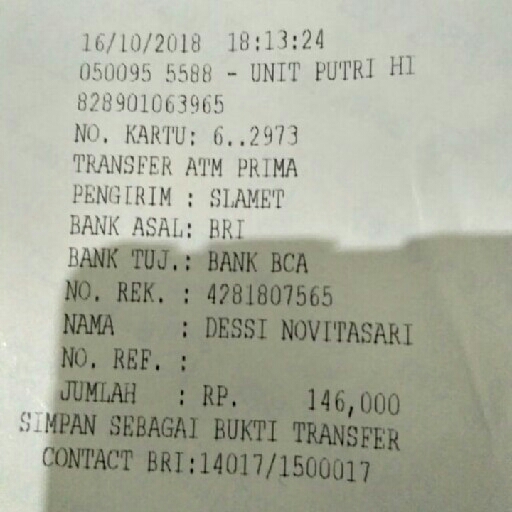 16/10/2018 18:13:24
050095 5588 - UNIT PUTRI HI
828901063965
NO. KARTU: 6..2973
TRANSFER ATM PRIMA
PENGIRIM : SLAMET
BANK ASAL: BRI
BANK TUJ.: BANK BCA
NO. REK. : 4281807565
NAMA : DESSI NOVITASARI
NO. REF. :
JUMLAH : RP. 146,000
SIMPAN SEBAGAI BUKTI TRANSFER
CONTACT BRI:14017/1500017